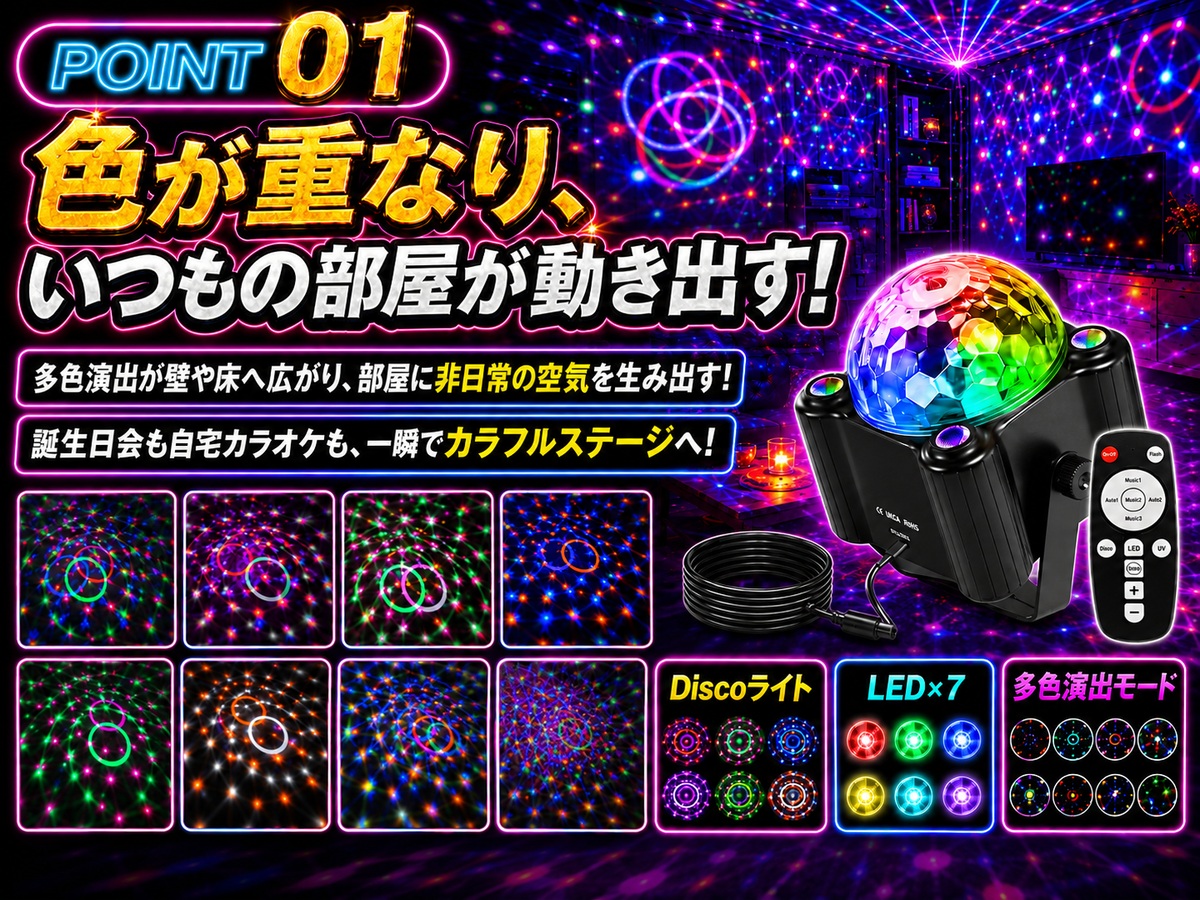 POINT 01
色が重なり、
いつもの部屋が動き出す!
多色演出が壁や床へ広がり、部屋に非日常の空気を生み出す!
誕生日会も自宅カラオケも、一瞬でカラフルステージへ!
CE UKCA ROHS
On/Off
Flash
Music1
Auto1
Music2
Auto2
Music3
Disco
LED
UV
Discoライト
LED×7
多色演出モード